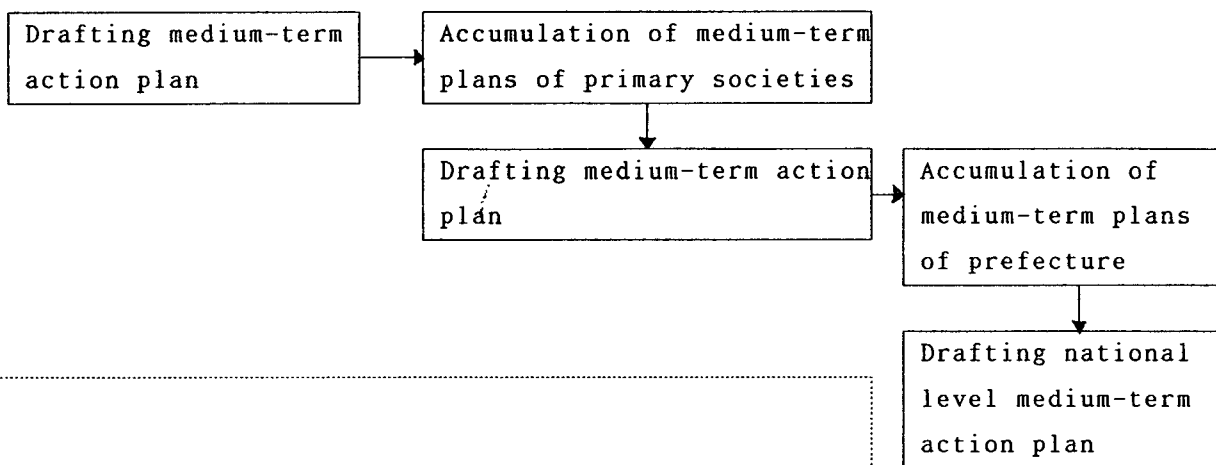 Drafting medium-term
action plan
Accumulation of medium-term
plans of primary societies
Drafting medium-term action
plan
Accumulation of
medium-term plans
of prefecture
Drafting national
level medium-term
action plan